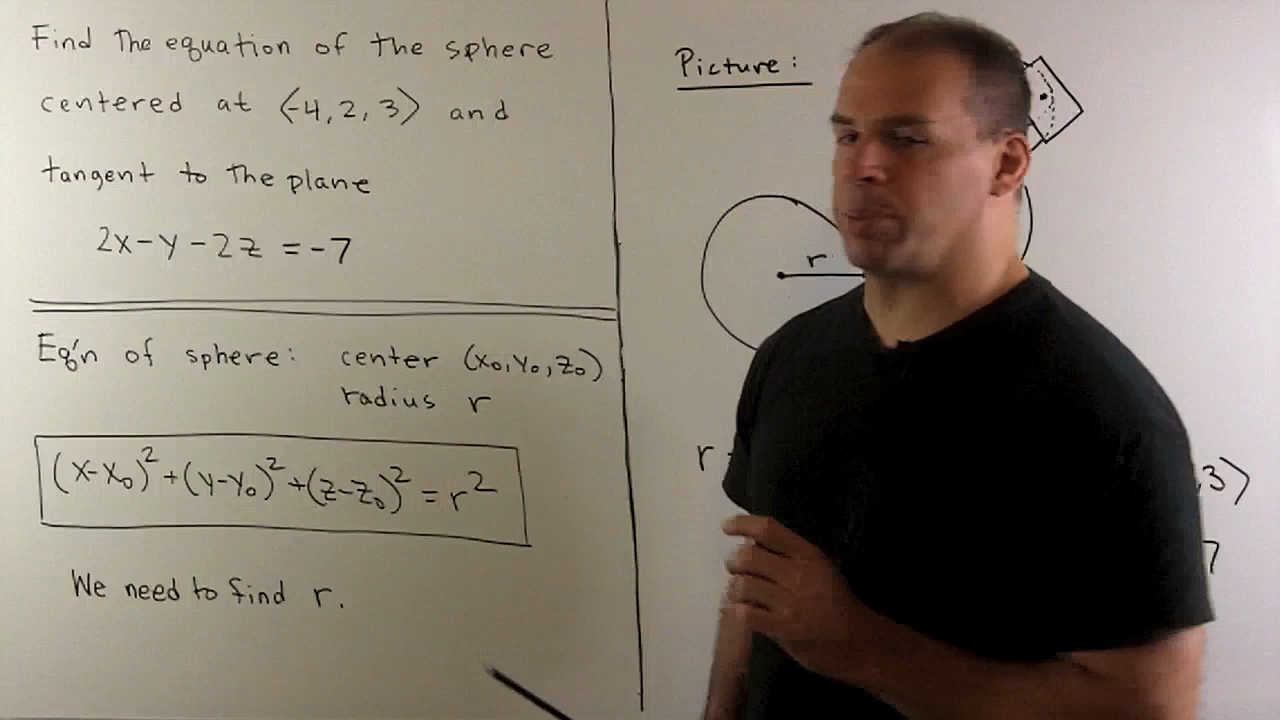 Find The equation of the sphere
centered at (-4, 2, 3) and
tangent to The plane
2x-y-2z = -7
Eq'n of sphere: center (x₀, y₀, z₀)
radius r
(x-x₀)² + (y-y₀)² + (z-z₀)² = r²
We need to find r.
Picture:
r
r
,3)
7